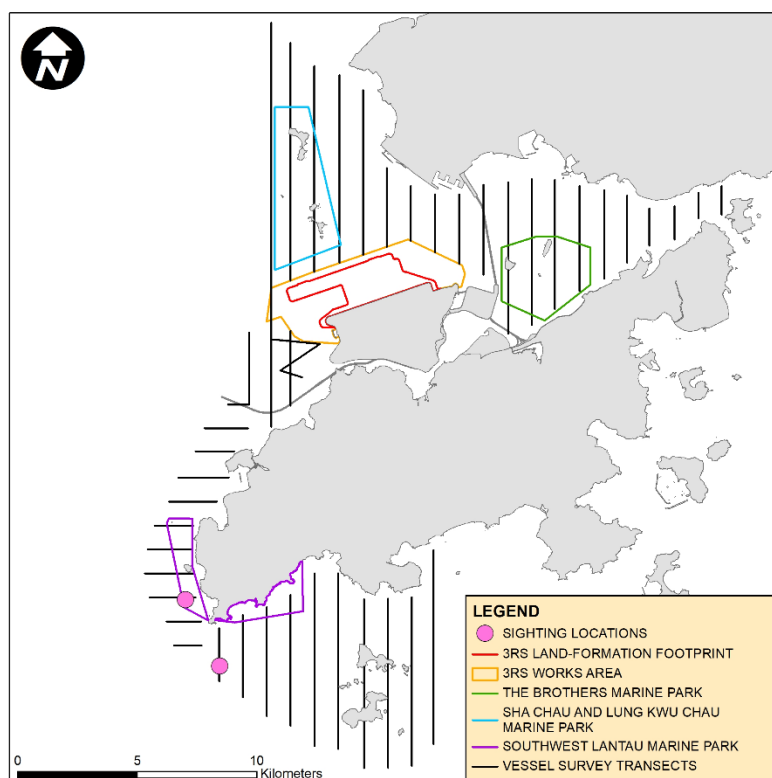 N
LEGEND
SIGHTING LOCATIONS
3RS LAND-FORMATION FOOTPRINT
3RS WORKS AREA
THE BROTHERS MARINE PARK
SHA CHAU AND LUNG KWU CHAU
MARINE PARK
SOUTHWEST LANTAU MARINE PARK
VESSEL SURVEY TRANSECTS
0 5 10
Kilometers